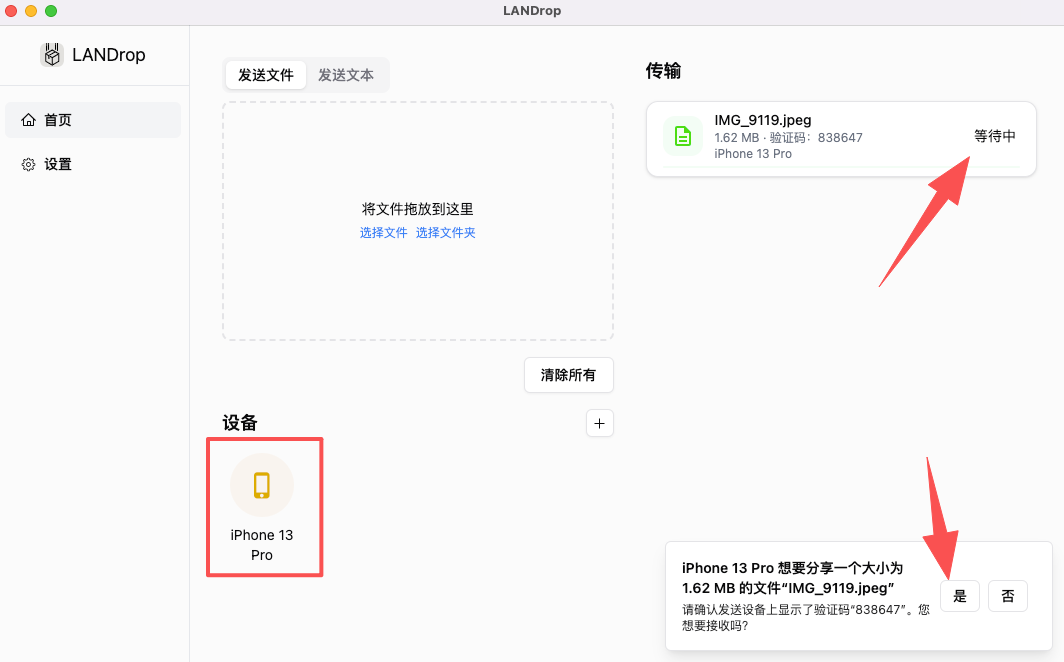 LANDrop
LANDrop
首页
设置
发送文件 发送文本
将文件拖放到这里
选择文件 选择文件夹
清除所有
设备
+
iPhone 13
Pro
传输
IMG_9119.jpeg
1.62 MB · 验证码：838647
iPhone 13 Pro
等待中
iPhone 13 Pro 想要分享一个大小为
1.62 MB 的文件“IMG_9119.jpeg”
请确认发送设备上显示了验证码“838647”。您
想要接收吗?
是 否